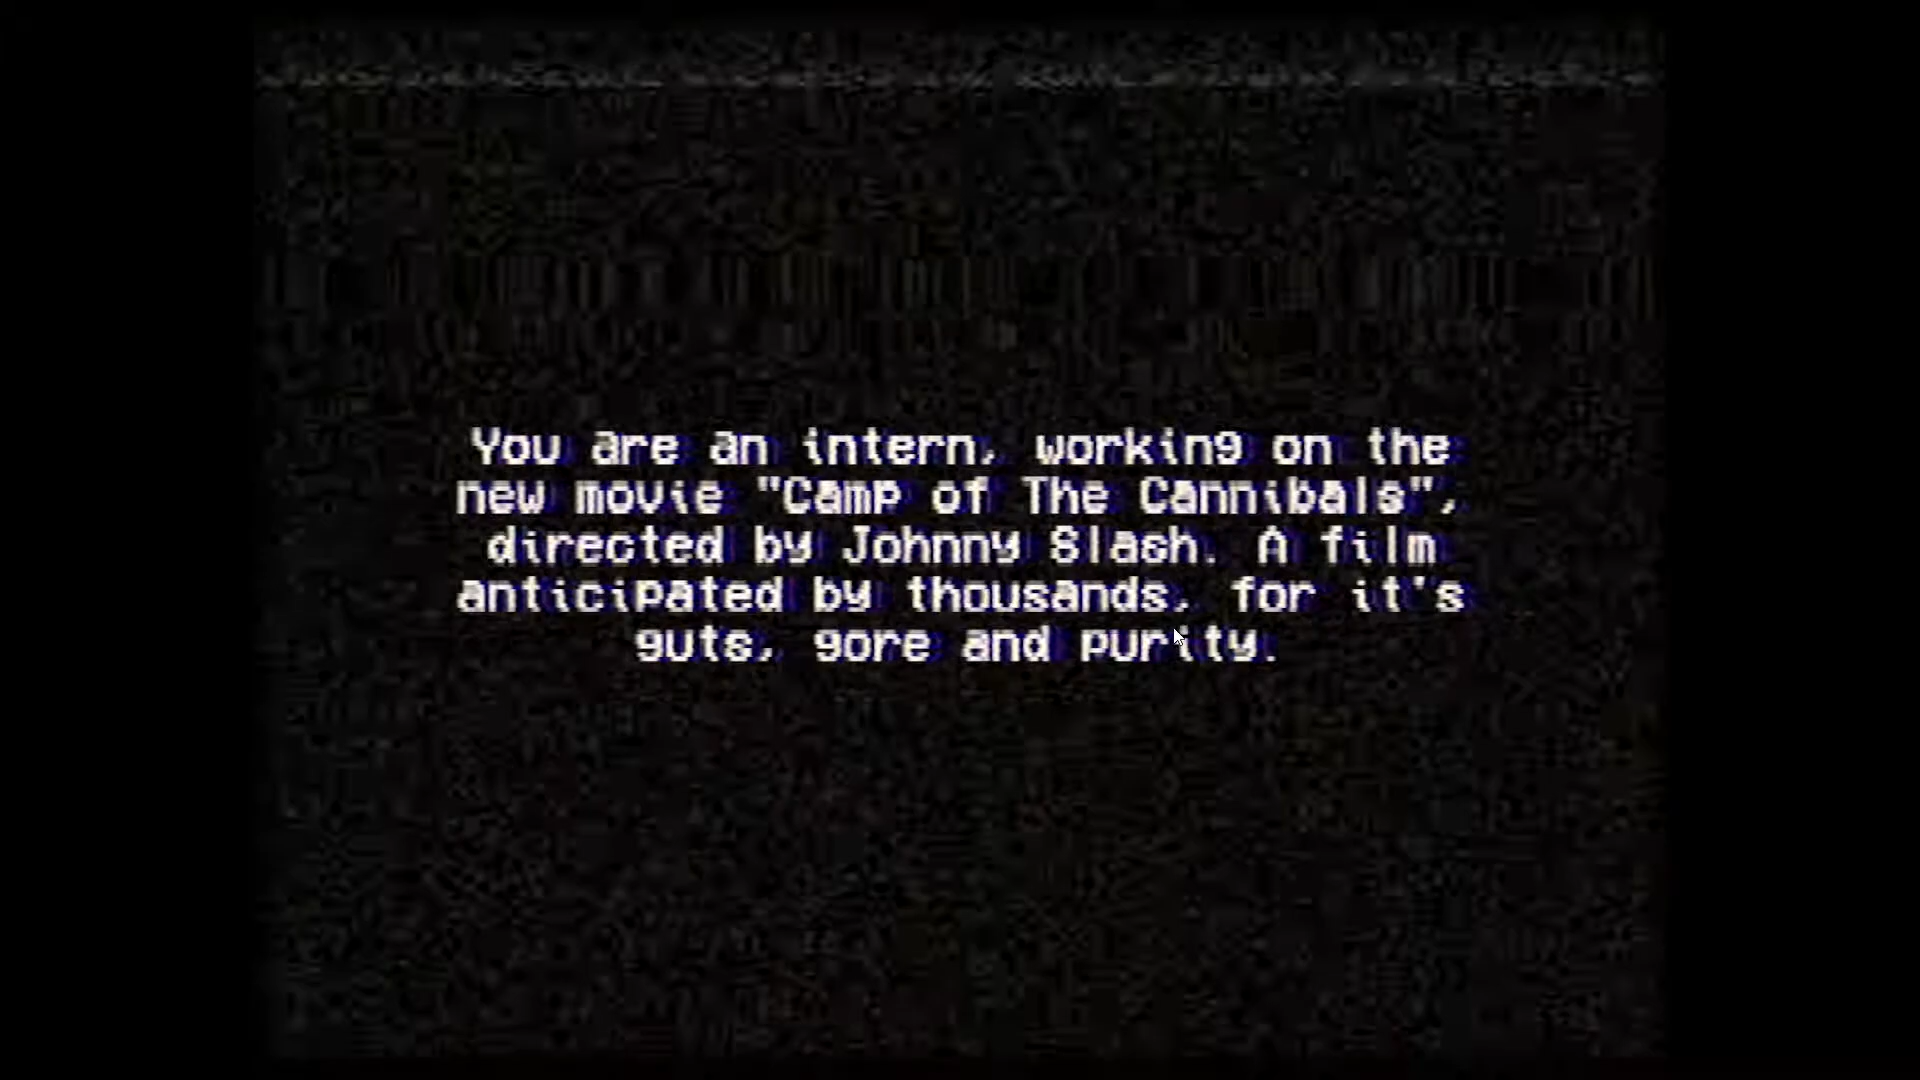 You are an intern, working on the
new movie "Camp of The Cannibals",
directed by Johnny Slash. A film
anticipated by thousands, for it's
guts, gore and purity.